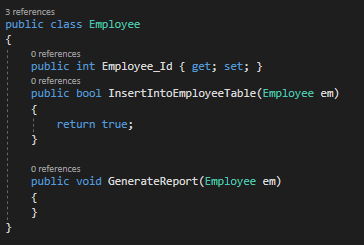 3 references
public class Employee
{
0 references
public int Employee_Id { get; set; }
0 references
public bool InsertIntoEmployeeTable(Employee em)
{
return true;
}
0 references
public void GenerateReport(Employee em)
{
}
}